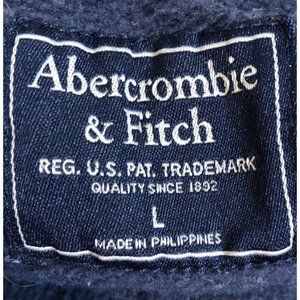 Abercrombie
& Fitch
REG. U.S. PAT. TRADEMARK
QUALITY SINCE 1892
L
MADE IN PHILIPPINES